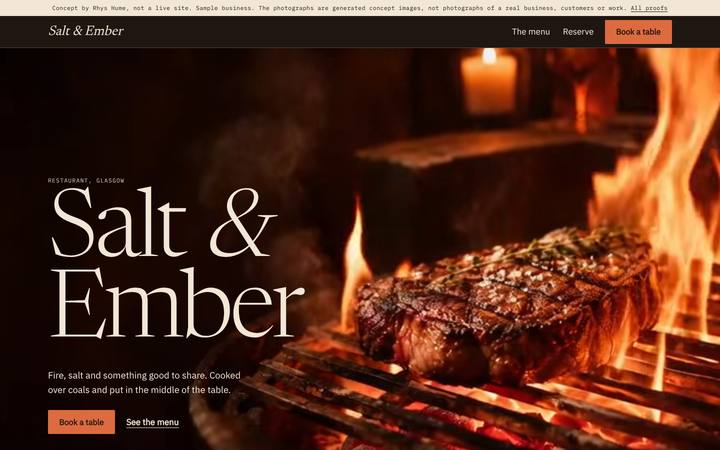 Concept by Rhys Hume, not a live site. Sample business. The photographs are generated concept images, not photographs of a real business, customers or work. All proofs
Salt & Ember
The menu
Reserve
Book a table
RESTAURANT, GLASGOW
Salt &
Ember
Fire, salt and something good to share. Cooked
over coals and put in the middle of the table.
Book a table
See the menu